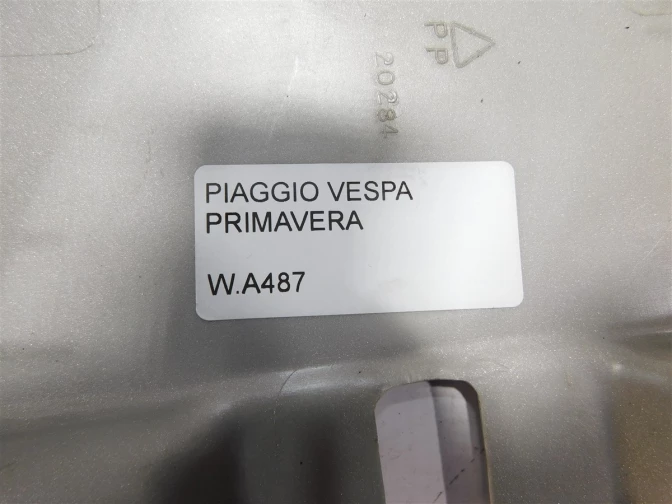 PP
20284
PIAGGIO VESPA
PRIMAVERA
W.A487